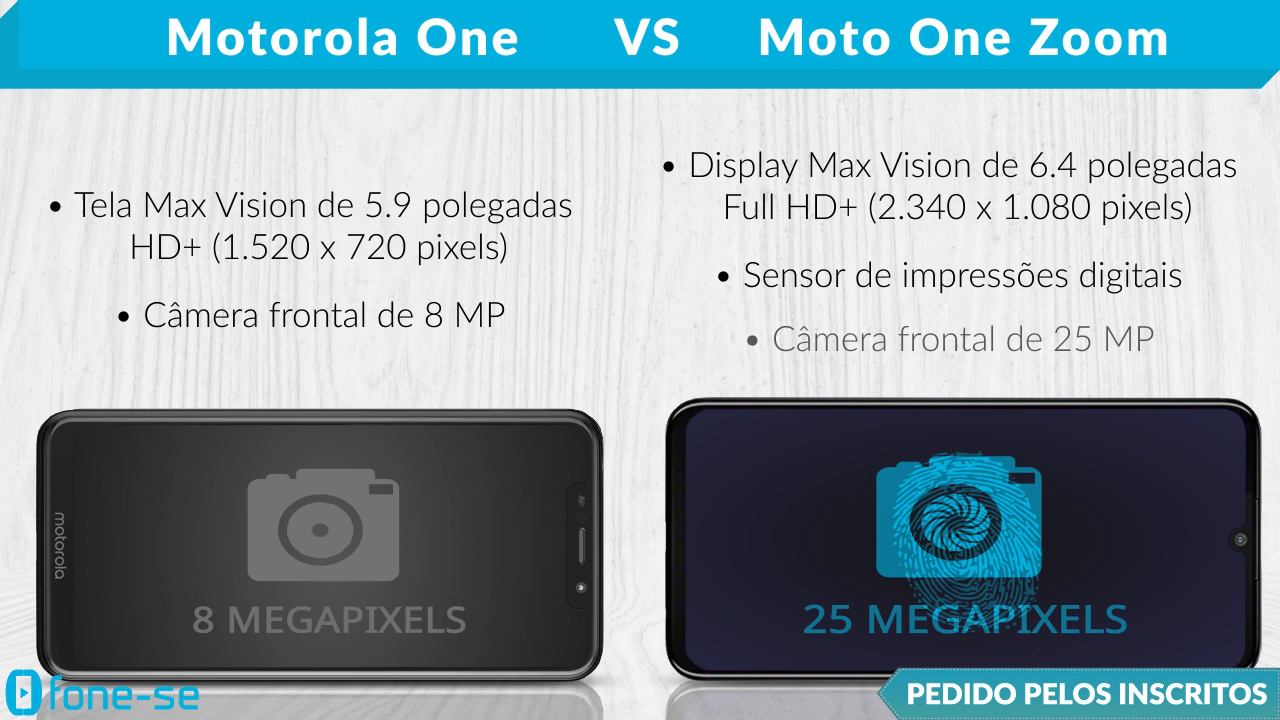 Motorola One VS Moto One Zoom
• Tela Max Vision de 5.9 polegadas
HD+ (1.520 x 720 pixels)
• Câmera frontal de 8 MP
• Display Max Vision de 6.4 polegadas
Full HD+ (2.340 x 1.080 pixels)
• Sensor de impressões digitais
• Câmera frontal de 25 MP
motorola
8 MEGAPIXELS
25 MEGAPIXELS
fone-se
PEDIDO PELOS INSCRITOS